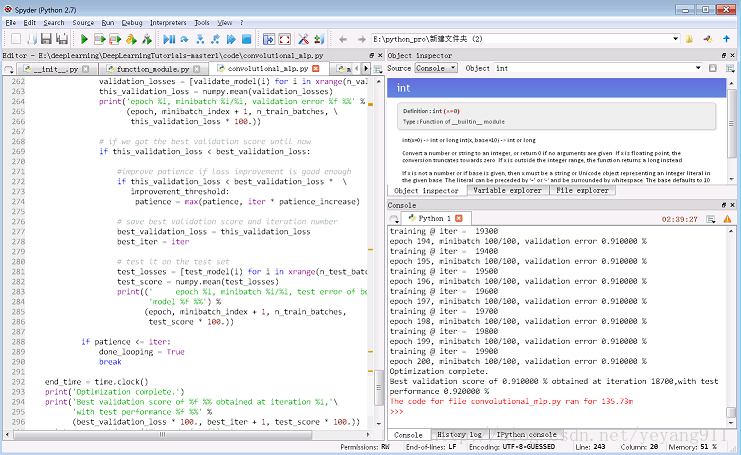 Spyder (Python 2.7)
File Edit Search Source Run Debug Interpreters Tools View ?
E:\python_pro\新建文件夹 (2)
Editor - E:\deeplearning\DeepLearningTutorials-master1\code\convolutional_mlp.py
__init__.py function_module.py convolutional_mlp.py
262 validation_losses = [validate_model(i) for i in xrange(n_val
263 this_validation_loss = numpy.mean(validation_losses)
264 print('epoch %i, minibatch %i/%i, validation error %f %%' %
265 (epoch, minibatch_index + 1, n_train_batches, \
266 this_validation_loss * 100.))
267
268 # if we got the best validation score until now
269 if this_validation_loss < best_validation_loss:
270
271 #improve patience if loss improvement is good enough
272 if this_validation_loss < best_validation_loss * \
273 improvement_threshold:
274 patience = max(patience, iter * patience_increase)
275
276 # save best validation score and iteration number
277 best_validation_loss = this_validation_loss
278 best_iter = iter
279
280 # test it on the test set
281 test_losses = [test_model(i) for i in xrange(n_test_batc
282 test_score = numpy.mean(test_losses)
283 print((' epoch %i, minibatch %i/%i, test error of be
284 'model %f %%') %
285 (epoch, minibatch_index + 1, n_train_batches,
286 test_score * 100.))
287
288 if patience <= iter:
289 done_looping = True
290 break
291
292 end_time = time.clock()
293 print('Optimization complete.')
294 print('Best validation score of %f %% obtained at iteration %i,'\
295 'with test performance %f %%' %
296 (best_validation_loss * 100., best_iter + 1, test_score * 100.))
Object inspector
Source Console Object int
int
Definition : int (x=0)
Type : Function of __builtin__ module
int(x=0) -> int or long int(x, base=10) -> int or long
Convert a number or string to an integer, or return 0 if no arguments are given If x is floating point, the
conversion truncates towards zero If x is outside the integer range, the function returns a long instead
If x is not a number or if base is given, then x must be a string or Unicode object representing an integer literal in
the given base The literal can be preceded by '+' or '-' and be surrounded by whitespace The base defaults to 10
Object inspector Variable explorer File explorer
Console
Python 1 02:39:27
training @ iter = 19300
epoch 194, minibatch 100/100, validation error 0.910000 %
training @ iter = 19400
epoch 195, minibatch 100/100, validation error 0.910000 %
training @ iter = 19500
epoch 196, minibatch 100/100, validation error 0.910000 %
training @ iter = 19600
epoch 197, minibatch 100/100, validation error 0.910000 %
training @ iter = 19700
epoch 198, minibatch 100/100, validation error 0.910000 %
training @ iter = 19800
epoch 199, minibatch 100/100, validation error 0.910000 %
training @ iter = 19900
epoch 200, minibatch 100/100, validation error 0.910000 %
Optimization complete.
Best validation score of 0.910000 % obtained at iteration 18700,with test
performance 0.920000 %
The code for file convolutional_mlp.py ran for 135.73m
>>>
Console History log IPython console
Permissions: RW End-of-lines: LF Encoding: UTF-8-GUESSED Line: 243 Column: 20 Memory: 51 %